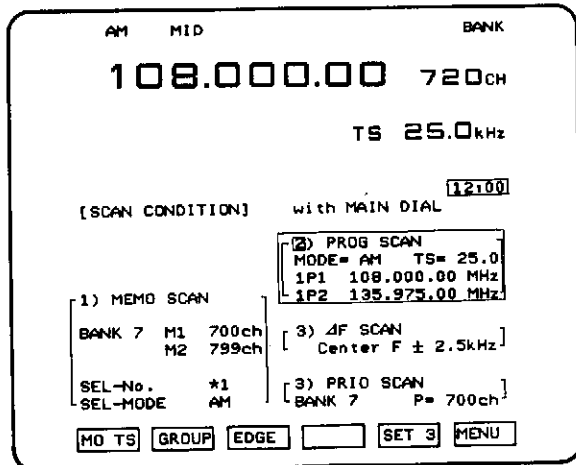 AM MID BANK
108.000.00 720CH
TS 25.0kHz
12:00
[SCAN CONDITION] with MAIN DIAL
2) PROG SCAN
MODE= AM TS= 25.0
1P1 108.000.00 MHz
1P2 135.975.00 MHz
1) MEMO SCAN
BANK 7 M1 700ch
M2 799ch
SEL-No. *1
SEL-MODE AM
3) ΔF SCAN
Center F ± 2.5kHz
3) PRIO SCAN
BANK 7 P= 700ch
MO TS GROUP EDGE SET 3 MENU